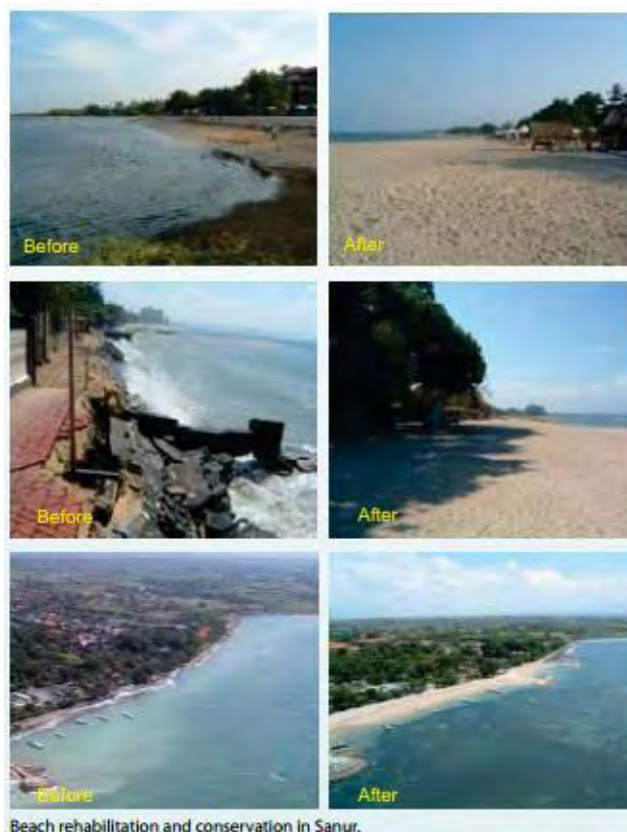 Before
After
Before
After
Before
After
Beach rehabilitation and conservation in Sanur.